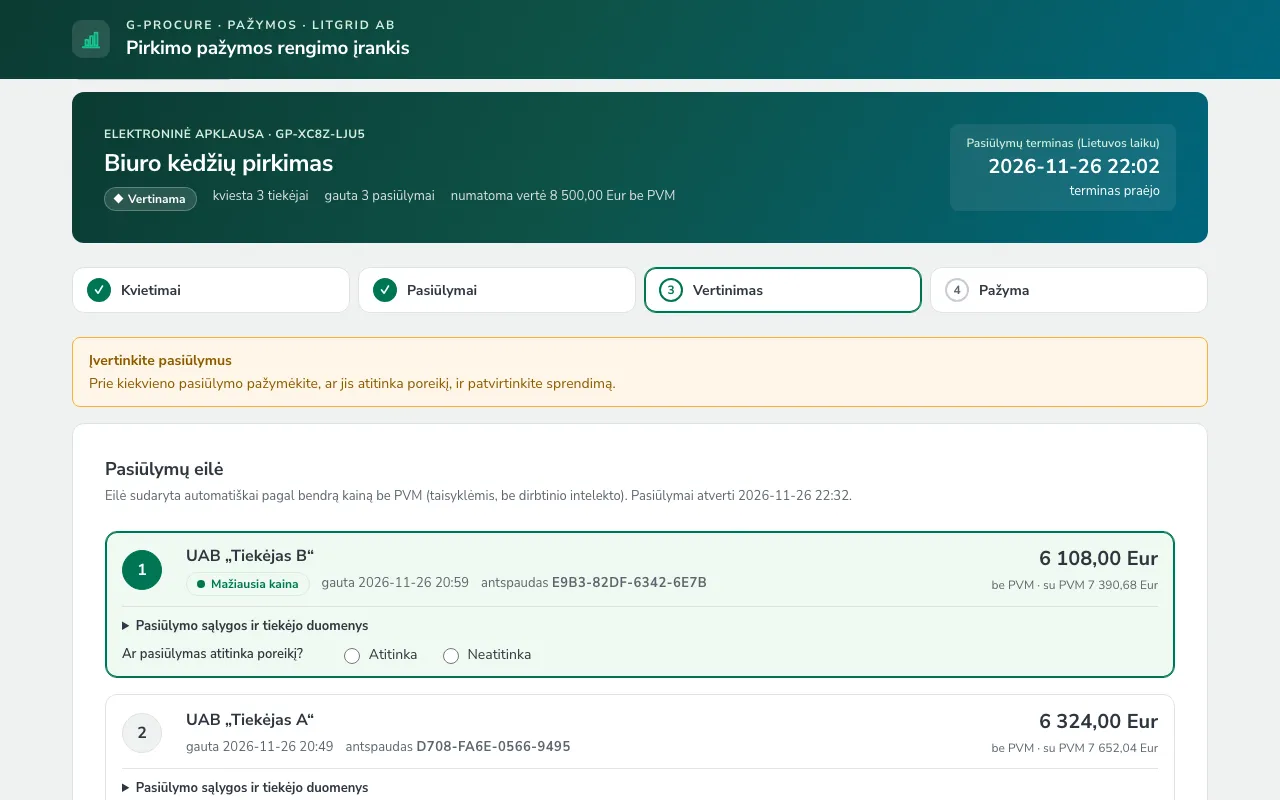 G-PROCURE · PAŽYMOS · LITGRID AB
Pirkimo pažymos rengimo įrankis
ELEKTRONINĖ APKLAUSA · GP-XC8Z-LJU5
Biuro kėdžių pirkimas
Vertinama kviesta 3 tiekėjai gauta 3 pasiūlymai numatoma vertė 8 500,00 Eur be PVM
Pasiūlymų terminas (Lietuvos laiku)
2026-11-26 22:02
terminas praėjo
Kvietimai
Pasiūlymai
3 Vertinimas
4 Pažyma
Įvertinkite pasiūlymus
Prie kiekvieno pasiūlymo pažymėkite, ar jis atitinka poreikį, ir patvirtinkite sprendimą.
Pasiūlymų eilė
Eilė sudaryta automatiškai pagal bendrą kainą be PVM (taisyklėmis, be dirbtinio intelekto). Pasiūlymai atverti 2026-11-26 22:32.
1
UAB „Tiekėjas B“
Mažiausia kaina gauta 2026-11-26 20:59 antspaudas E9B3-82DF-6342-6E7B
6 108,00 Eur
be PVM · su PVM 7 390,68 Eur
Pasiūlymo sąlygos ir tiekėjo duomenys
Ar pasiūlymas atitinka poreikį? Atitinka Neatitinka
2
UAB „Tiekėjas A“
gauta 2026-11-26 20:49 antspaudas D708-FA6E-0566-9495
6 324,00 Eur
be PVM · su PVM 7 652,04 Eur
Pasiūlymo sąlygos ir tiekėjo duomenys